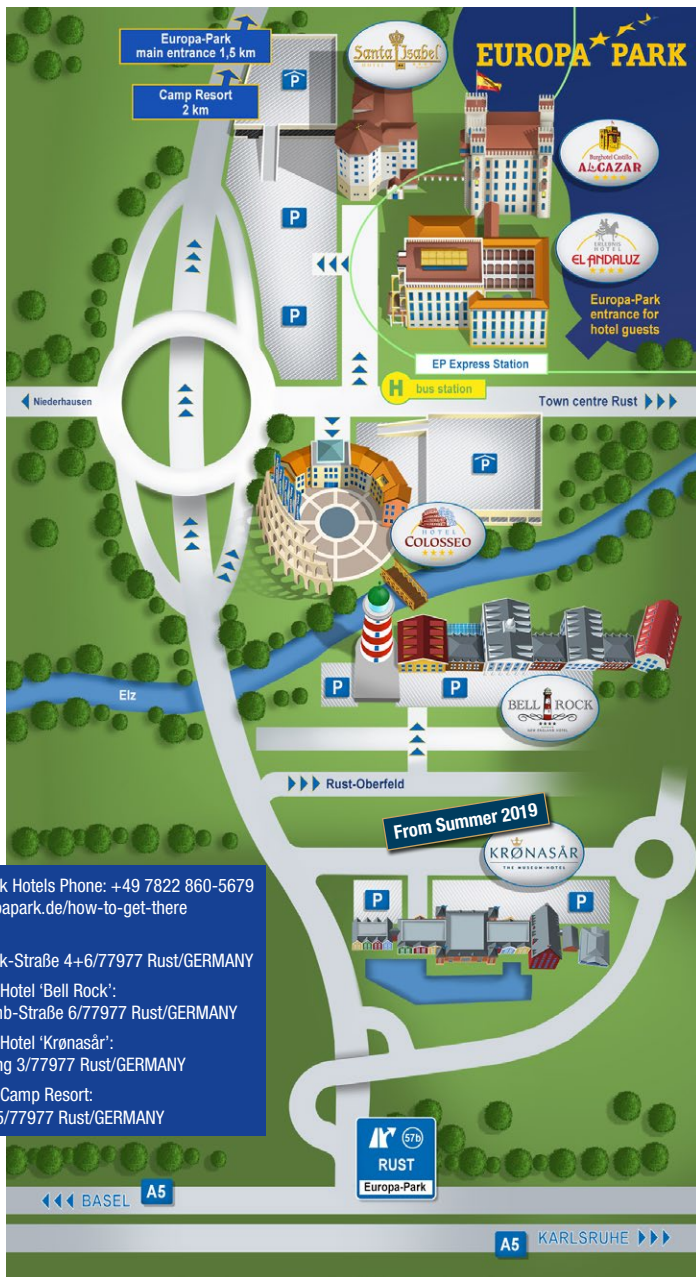 Europa-Park
main entrance 1,5 km
Camp Resort
2 km
P
Santa Isabel
EUROPA PARK
Burghotel Castillo
ALCAZAR
ERLEBNIS
HOTEL
EL ANDALUZ
P
P
Europa-Park
entrance for
hotel guests
EP Express Station
H bus station
Niederhausen
Town centre Rust
P
HOTEL
COLOSSEO
Elz
P
P
BELL ROCK
Rust-Oberfeld
From Summer 2019
KRØNASÅR
THE MUSEUM-HOTEL
P
P
k Hotels Phone: +49 7822 860-5679
papark.de/how-to-get-there
k-Straße 4+6/77977 Rust/GERMANY
Hotel ‘Bell Rock’:
nb-Straße 6/77977 Rust/GERMANY
Hotel ‘Krønasår’:
ng 3/77977 Rust/GERMANY
Camp Resort:
5/77977 Rust/GERMANY
57b
RUST
Europa-Park
BASEL A5
A5 KARLSRUHE